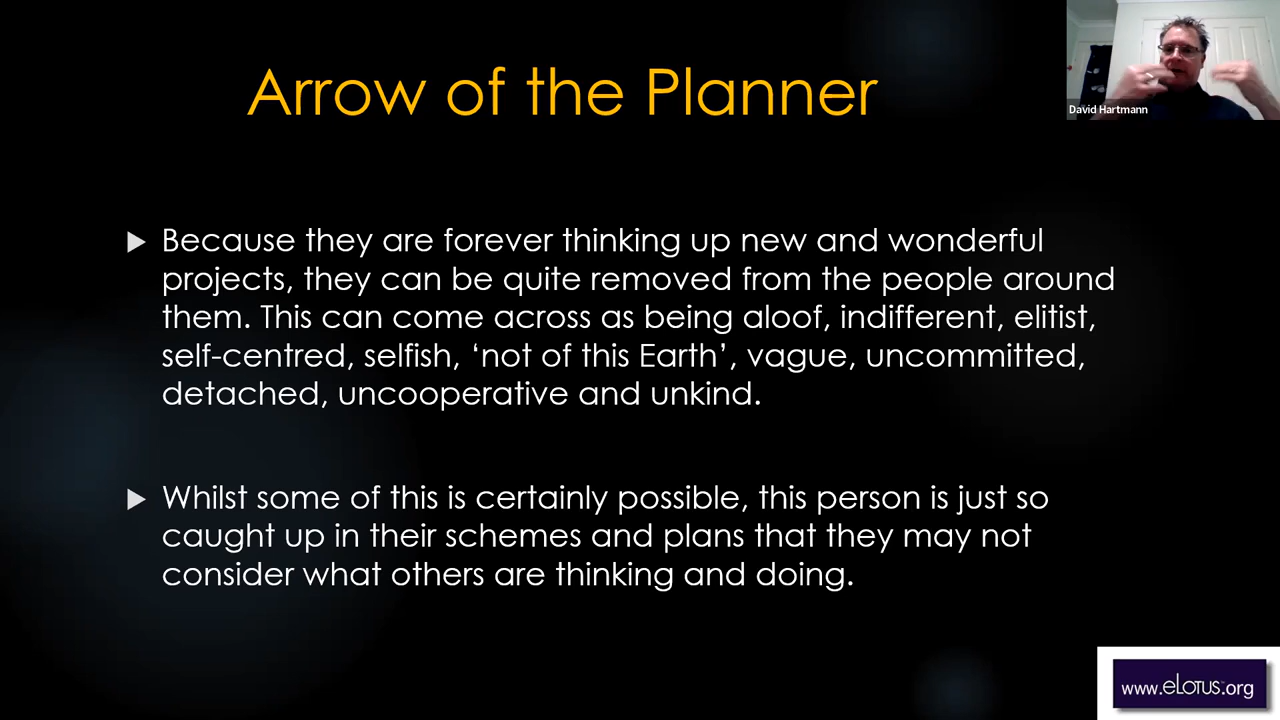 Arrow of the Planner
David Hartmann
Because they are forever thinking up new and wonderful
projects, they can be quite removed from the people around
them. This can come across as being aloof, indifferent, elitist,
self-centred, selfish, ‘not of this Earth’, vague, uncommitted,
detached, uncooperative and unkind.
Whilst some of this is certainly possible, this person is just so
caught up in their schemes and plans that they may not
consider what others are thinking and doing.
www.eLotus.org